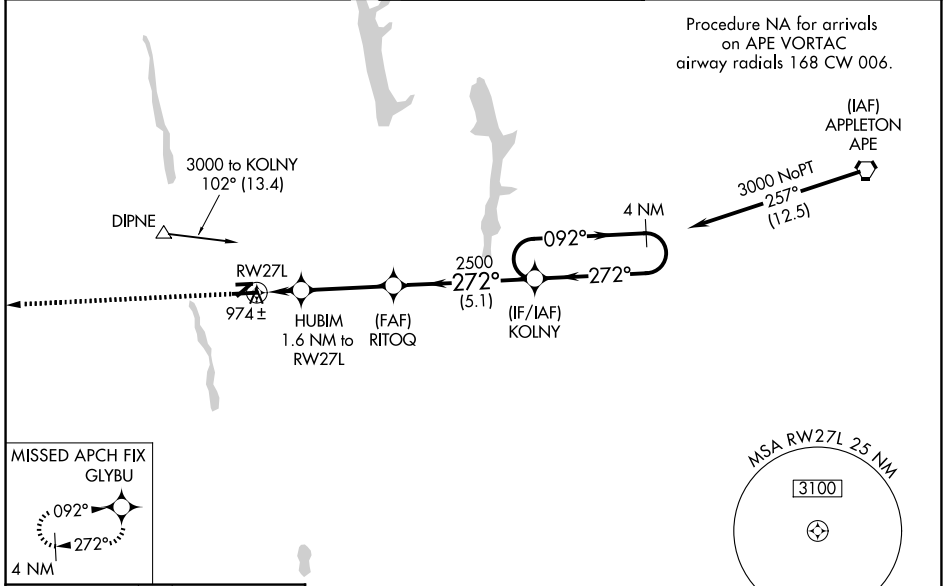 Procedure NA for arrivals
on APE VORTAC
airway radials 168 CW 006.
(IAF)
APPLETON
APE
3000 NoPT
257°
(12.5)
3000 to KOLNY
102° (13.4)
DIPNE
4 NM
092°
272°
2500
272°
(5.1)
(IF/IAF)
KOLNY
RW27L
974 ±
HUBIM
1.6 NM to
RW27L
(FAF)
RITOQ
MISSED APCH FIX
GLYBU
092°
272°
4 NM
MSA RW27L 25 NM
3100